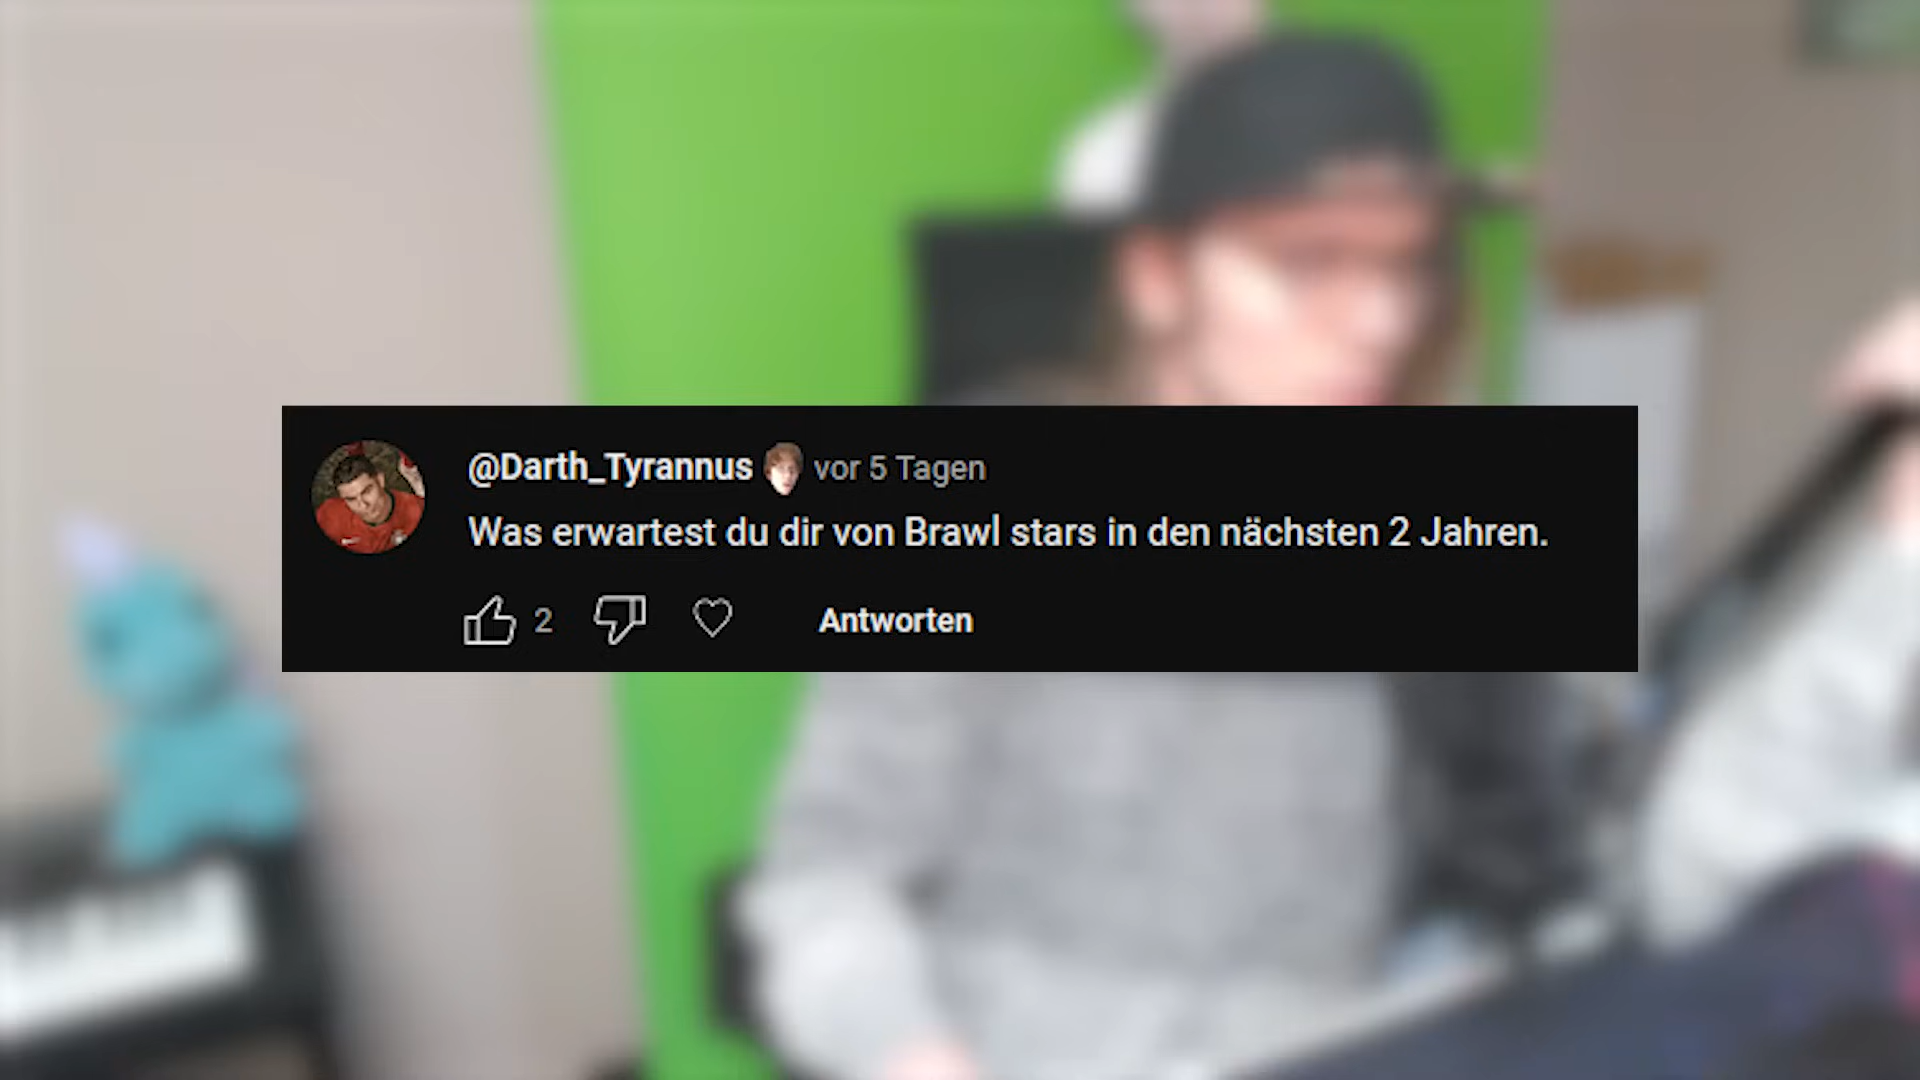 @Darth_Tyrannus vor 5 Tagen
Was erwartest du dir von Brawl stars in den nächsten 2 Jahren.
2 Antworten